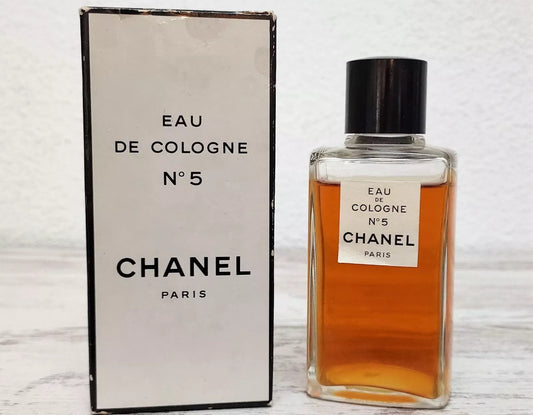 EAU
DE COLOGNE
N° 5
CHANEL
PARIS
EAU
DE
COLOGNE
N° 5
CHANEL
PARIS